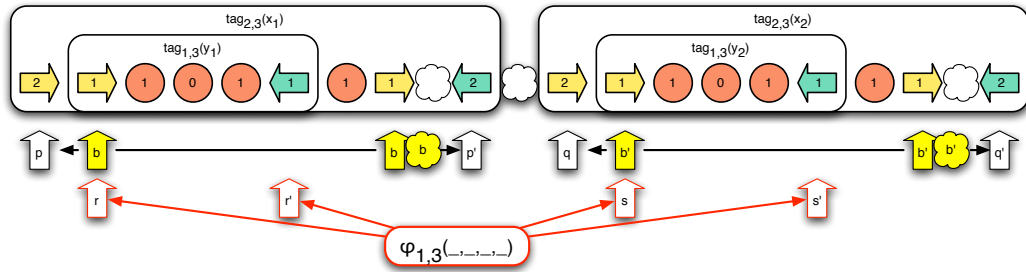 tag2,3(x1) tag2,3(x2)
tag1,3(y1) tag1,3(y2)
2 1 1 0 1 1 1 1 2 2 1 1 0 1 1 1 1 2
p b b b p' q b' b' b' q'
r r' s s'
φ1,3(_,_,_,_)